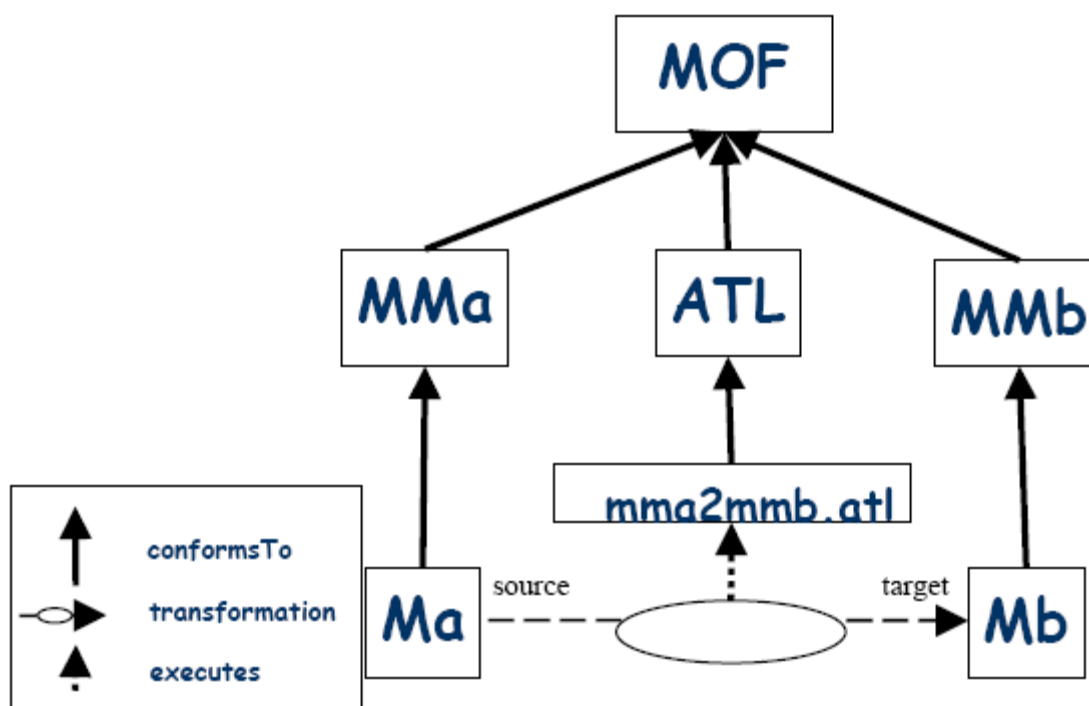 MOF
MMa
ATL
MMb
mma2mmb.atl
conformsTo
transformation
executes
Ma
source
target
Mb